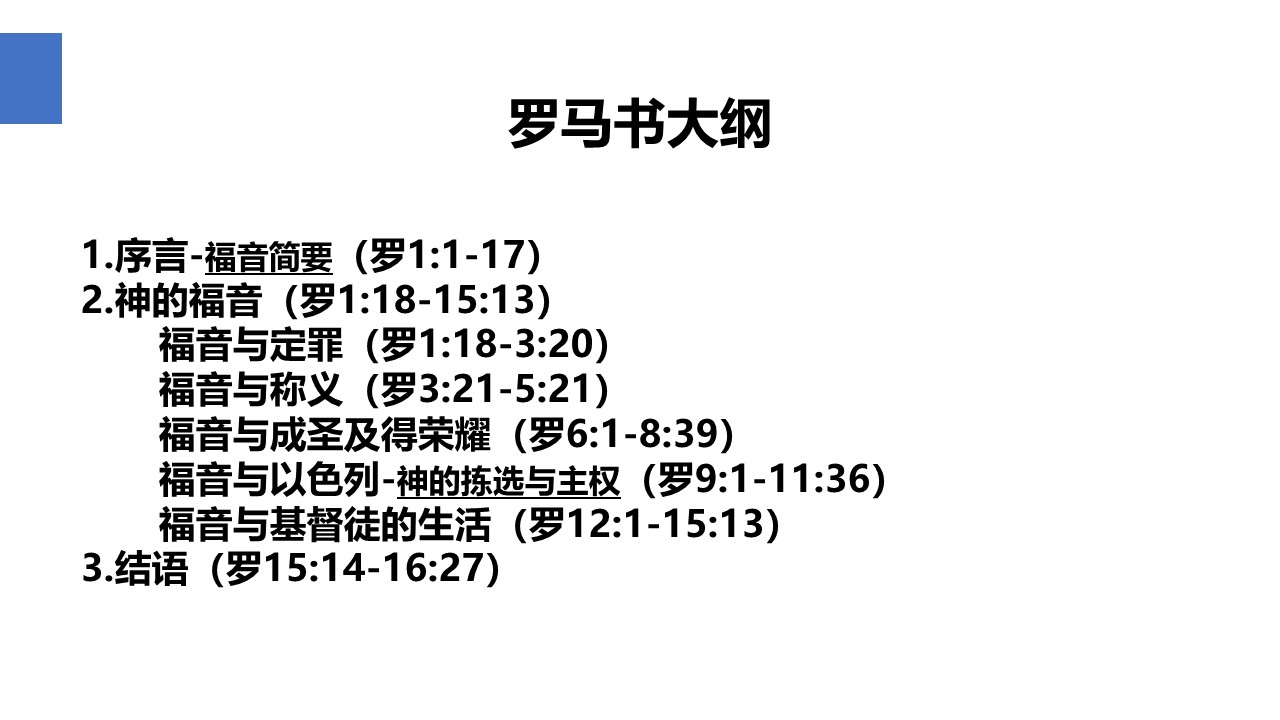 罗马书大纲
1.序言-福音简要（罗1:1-17）
2.神的福音（罗1:18-15:13）
福音与定罪（罗1:18-3:20）
福音与称义（罗3:21-5:21）
福音与成圣及得荣耀（罗6:1-8:39）
福音与以色列-神的拣选与主权（罗9:1-11:36）
福音与基督徒的生活（罗12:1-15:13）
3.结语（罗15:14-16:27）